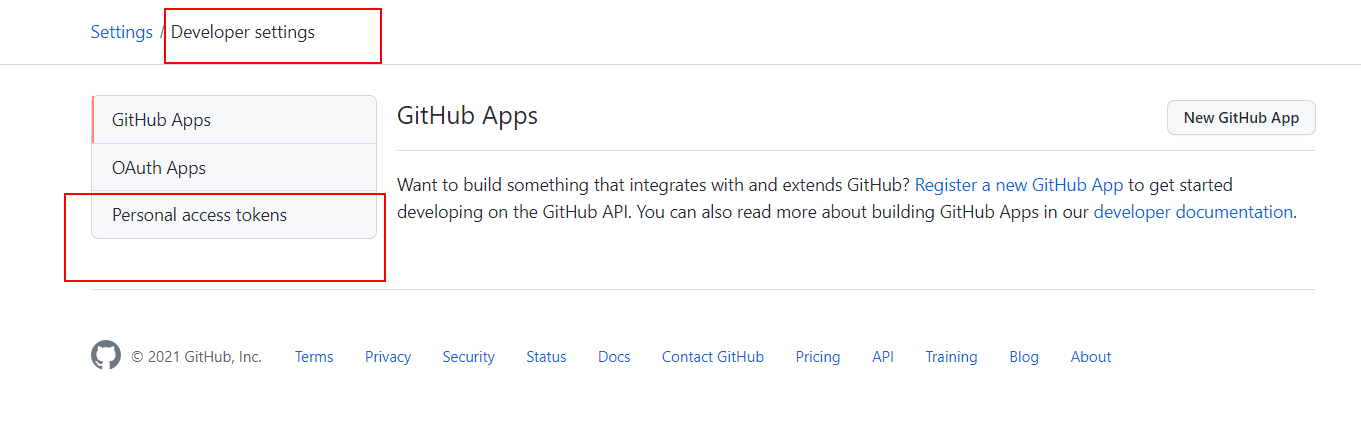 Settings / Developer settings
GitHub Apps
OAuth Apps
Personal access tokens
GitHub Apps
New GitHub App
Want to build something that integrates with and extends GitHub? Register a new GitHub App to get started
developing on the GitHub API. You can also read more about building GitHub Apps in our developer documentation.
© 2021 GitHub, Inc. Terms Privacy Security Status Docs Contact GitHub Pricing API Training Blog About